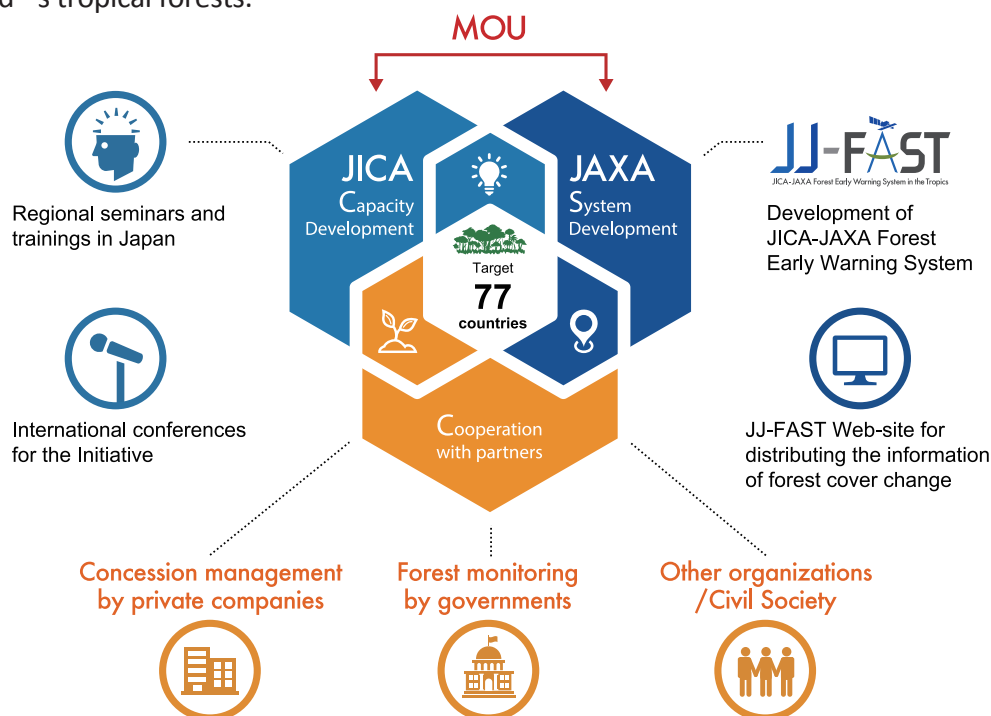 s tropical forests.
MOU
JICA
Capacity
Development
JAXA
System
Development
Target
77
countries
Cooperation
with partners
Regional seminars and
trainings in Japan
International conferences
for the Initiative
JJ-FAST
JICA-JAXA Forest Early Warning System in the Tropics
Development of
JICA-JAXA Forest
Early Warning System
JJ-FAST Web-site for
distributing the information
of forest cover change
Concession management
by private companies
Forest monitoring
by governments
Other organizations
/Civil Society